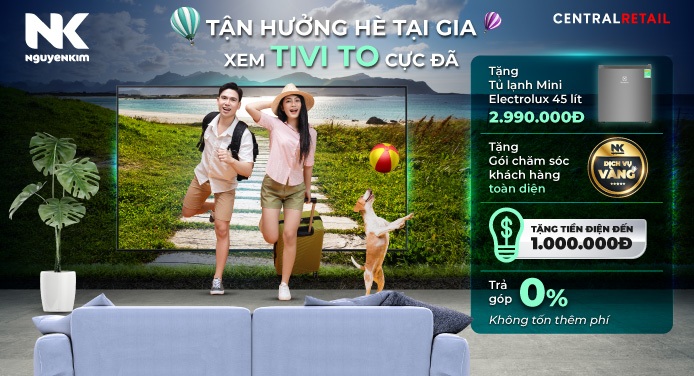 NK
NGUYENKIM
TẬN HƯỞNG HÈ TẠI GIA
XEM TIVI TO CỰC ĐÃ
CENTRALRETAIL
Tặng
Tủ lạnh Mini
Electrolux 45 lít
2.990.000Đ
Tặng
Gói chăm sóc
khách hàng
toàn diện
NK
DỊCH VỤ
VÀNG
$
TẶNG TIỀN ĐIỆN ĐẾN
1.000.000Đ
Trả
góp 0%
Không tốn thêm phí